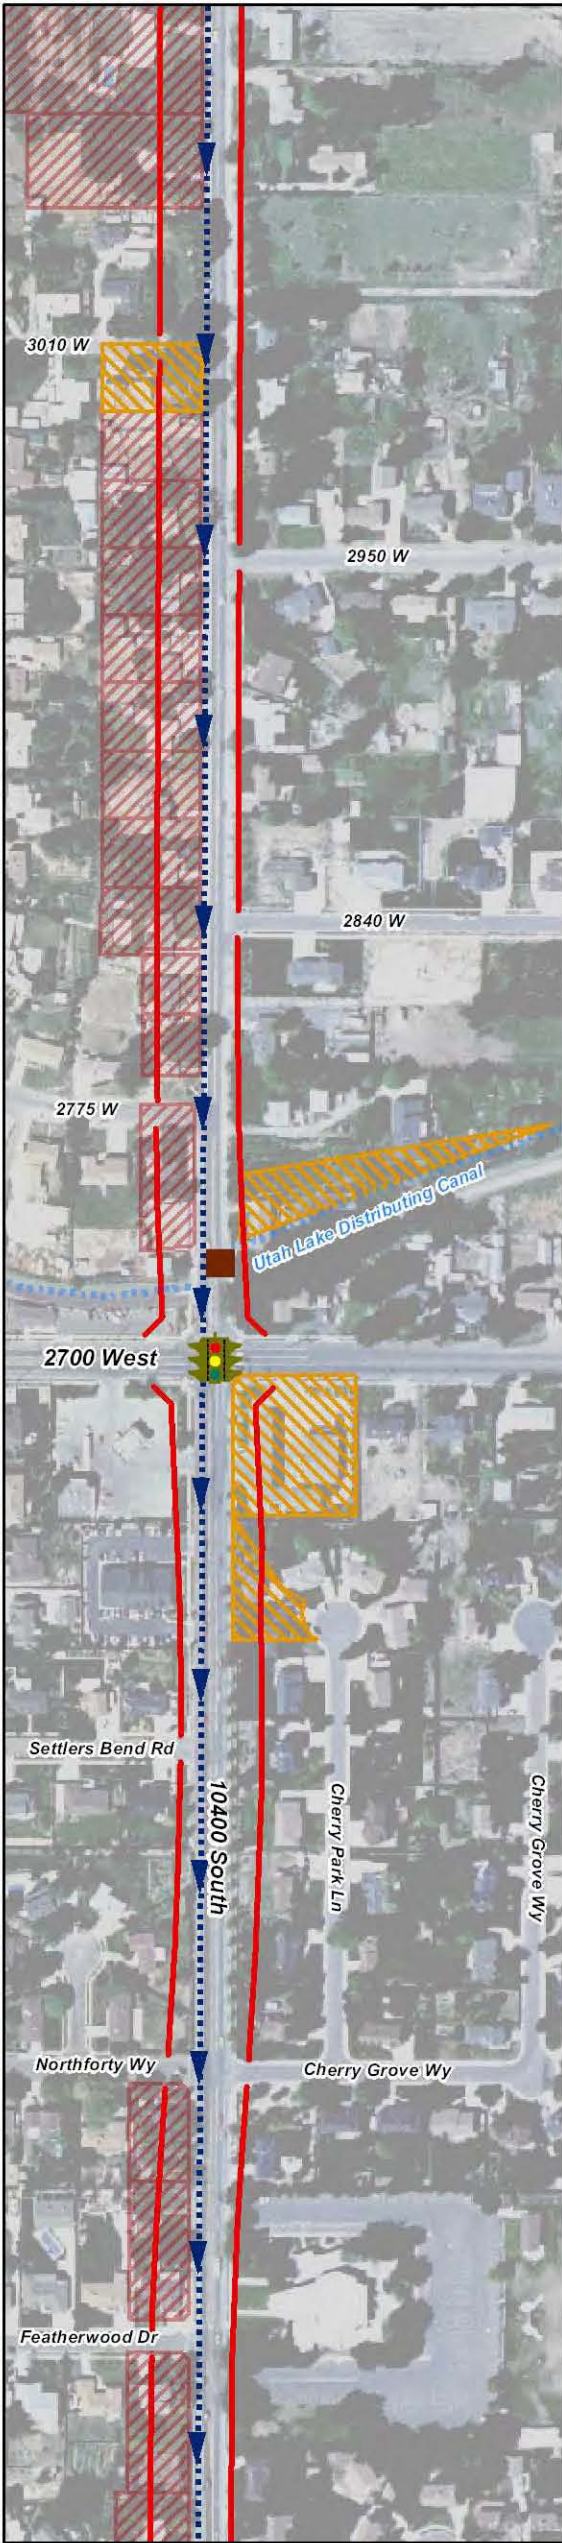 3010 W
2950 W
2840 W
2775 W
Utah Lake Distributing Canal
2700 West
Settlers Bend Rd
10400 South
Cherry Park Ln
Cherry Grove Wy
Northforty Wy
Cherry Grove Wy
Featherwood Dr